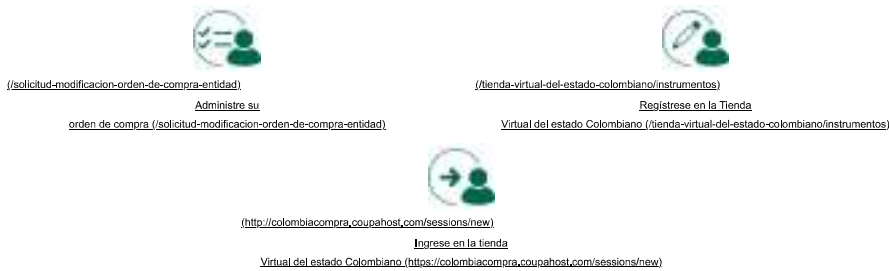 (/solicitud-modificacion-orden-de-compra-entidad)
Administre su
orden de compra (/solicitud-modificacion-orden-de-compra-entidad)
(/tienda-virtual-del-estado-colombiano/instrumentos)
Regístrese en la Tienda
Virtual del estado Colombiano (/tienda-virtual-del-estado-colombiano/instrumentos)
(http://colombiacompra.coupahost.com/sessions/new)
Ingrese en la tienda
Virtual del estado Colombiano (https://colombiacompra.coupahost.com/sessions/new)